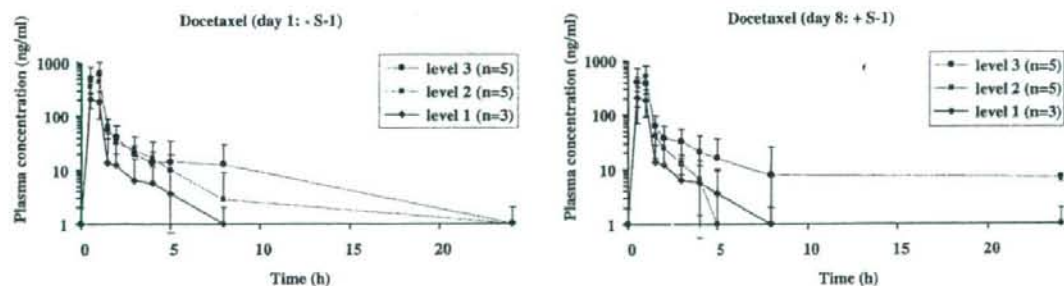 Docetaxel (day 1: - S-1)
Plasma concentration (ng/ml)
1000
100
10
1
level 3 (n=5)
level 2 (n=5)
level 1 (n=3)
0
5
10
15
20
Time (h)
Docetaxel (day 8: + S-1)
Plasma concentration (ng/ml)
1000
100
10
1
level 3 (n=5)
level 2 (n=5)
level 1 (n=3)
0
5
10
15
20
Time (h)